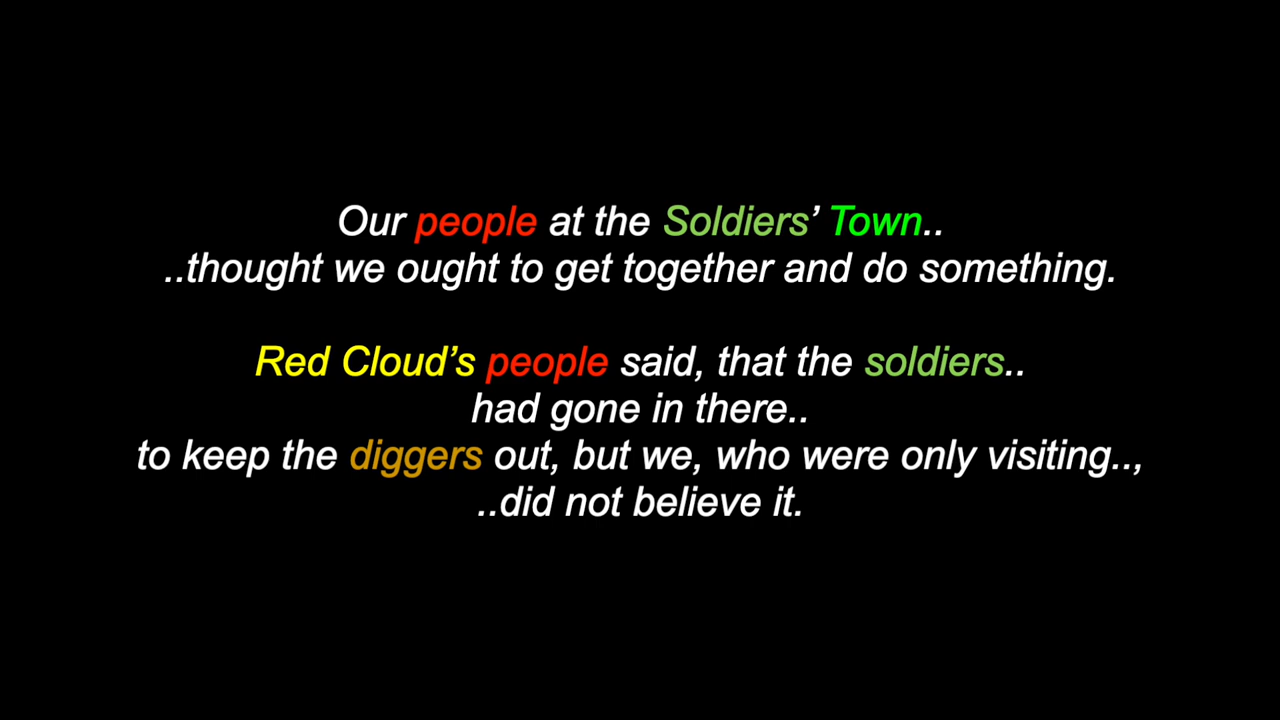 Our people at the Soldiers’ Town..
..thought we ought to get together and do something.
Red Cloud’s people said, that the soldiers..
had gone in there..
to keep the diggers out, but we, who were only visiting..,
..did not believe it.